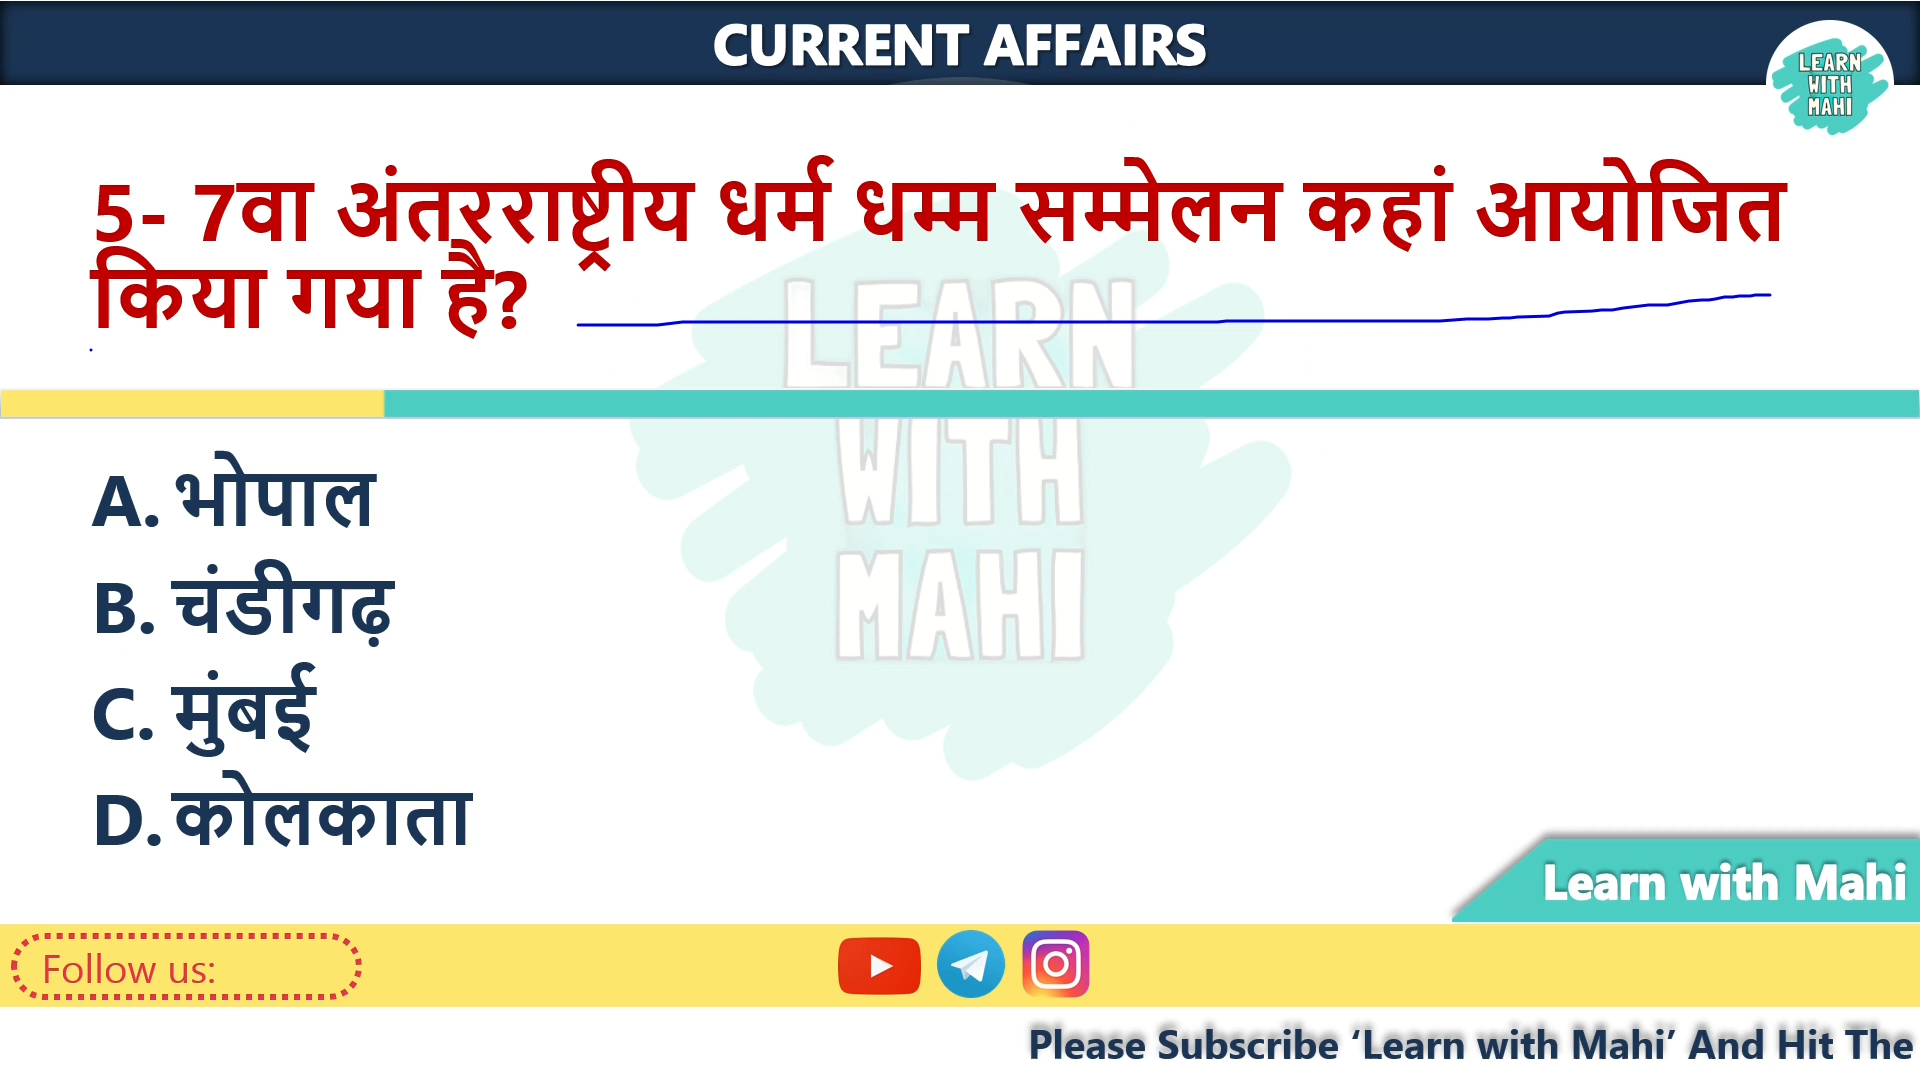 CURRENT AFFAIRS
LEARN
WITH
MAHI
5- 7वा अंतरराष्ट्रीय धर्म धम्म सम्मेलन कहां आयोजित
किया गया है?
LEARN
WITH
MAHI
A. भोपाल
B. चंडीगढ़
C. मुंबई
D. कोलकाता
Learn with Mahi
Follow us:
Please Subscribe ‘Learn with Mahi’ And Hit The